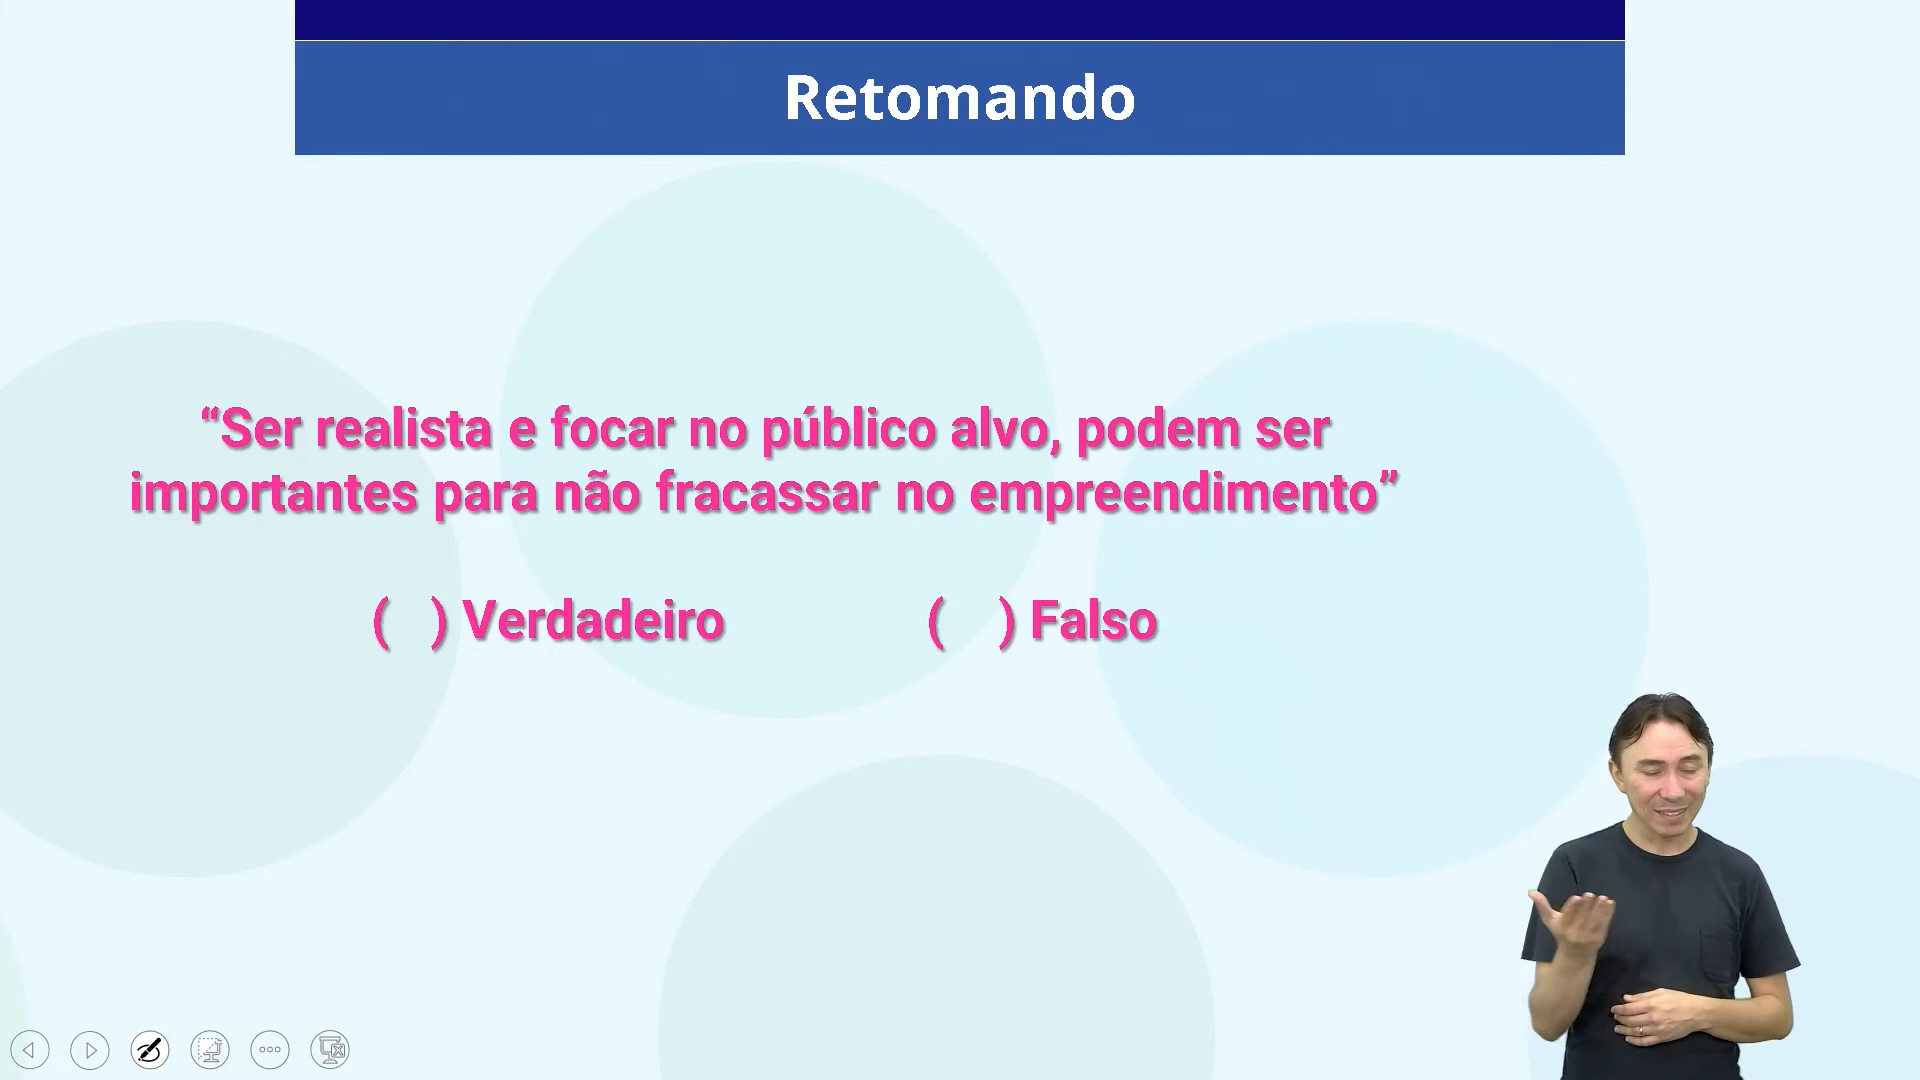 Retomando
“Ser realista e focar no público alvo, podem ser
importantes para não fracassar no empreendimento”
(   ) Verdadeiro (    ) Falso